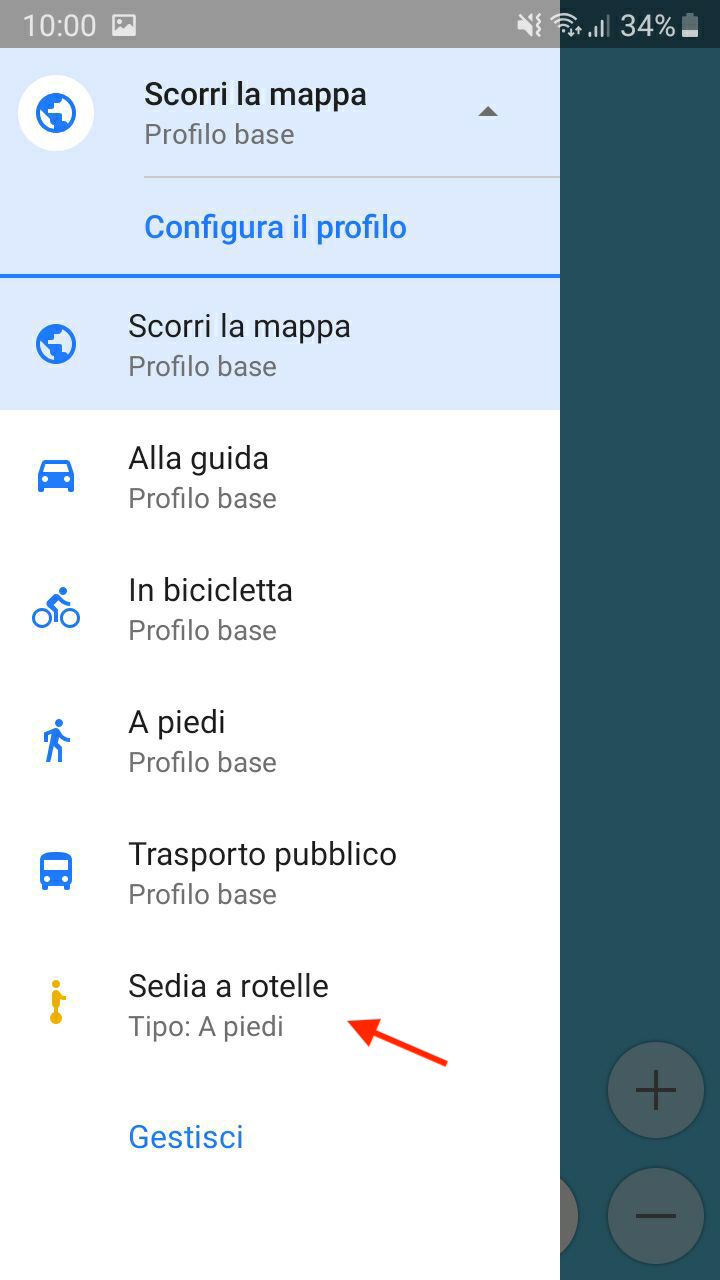 10:00
34%
Scorri la mappa
Profilo base
Configura il profilo
Scorri la mappa
Profilo base
Alla guida
Profilo base
In bicicletta
Profilo base
A piedi
Profilo base
Trasporto pubblico
Profilo base
Sedia a rotelle
Tipo: A piedi
Gestisci